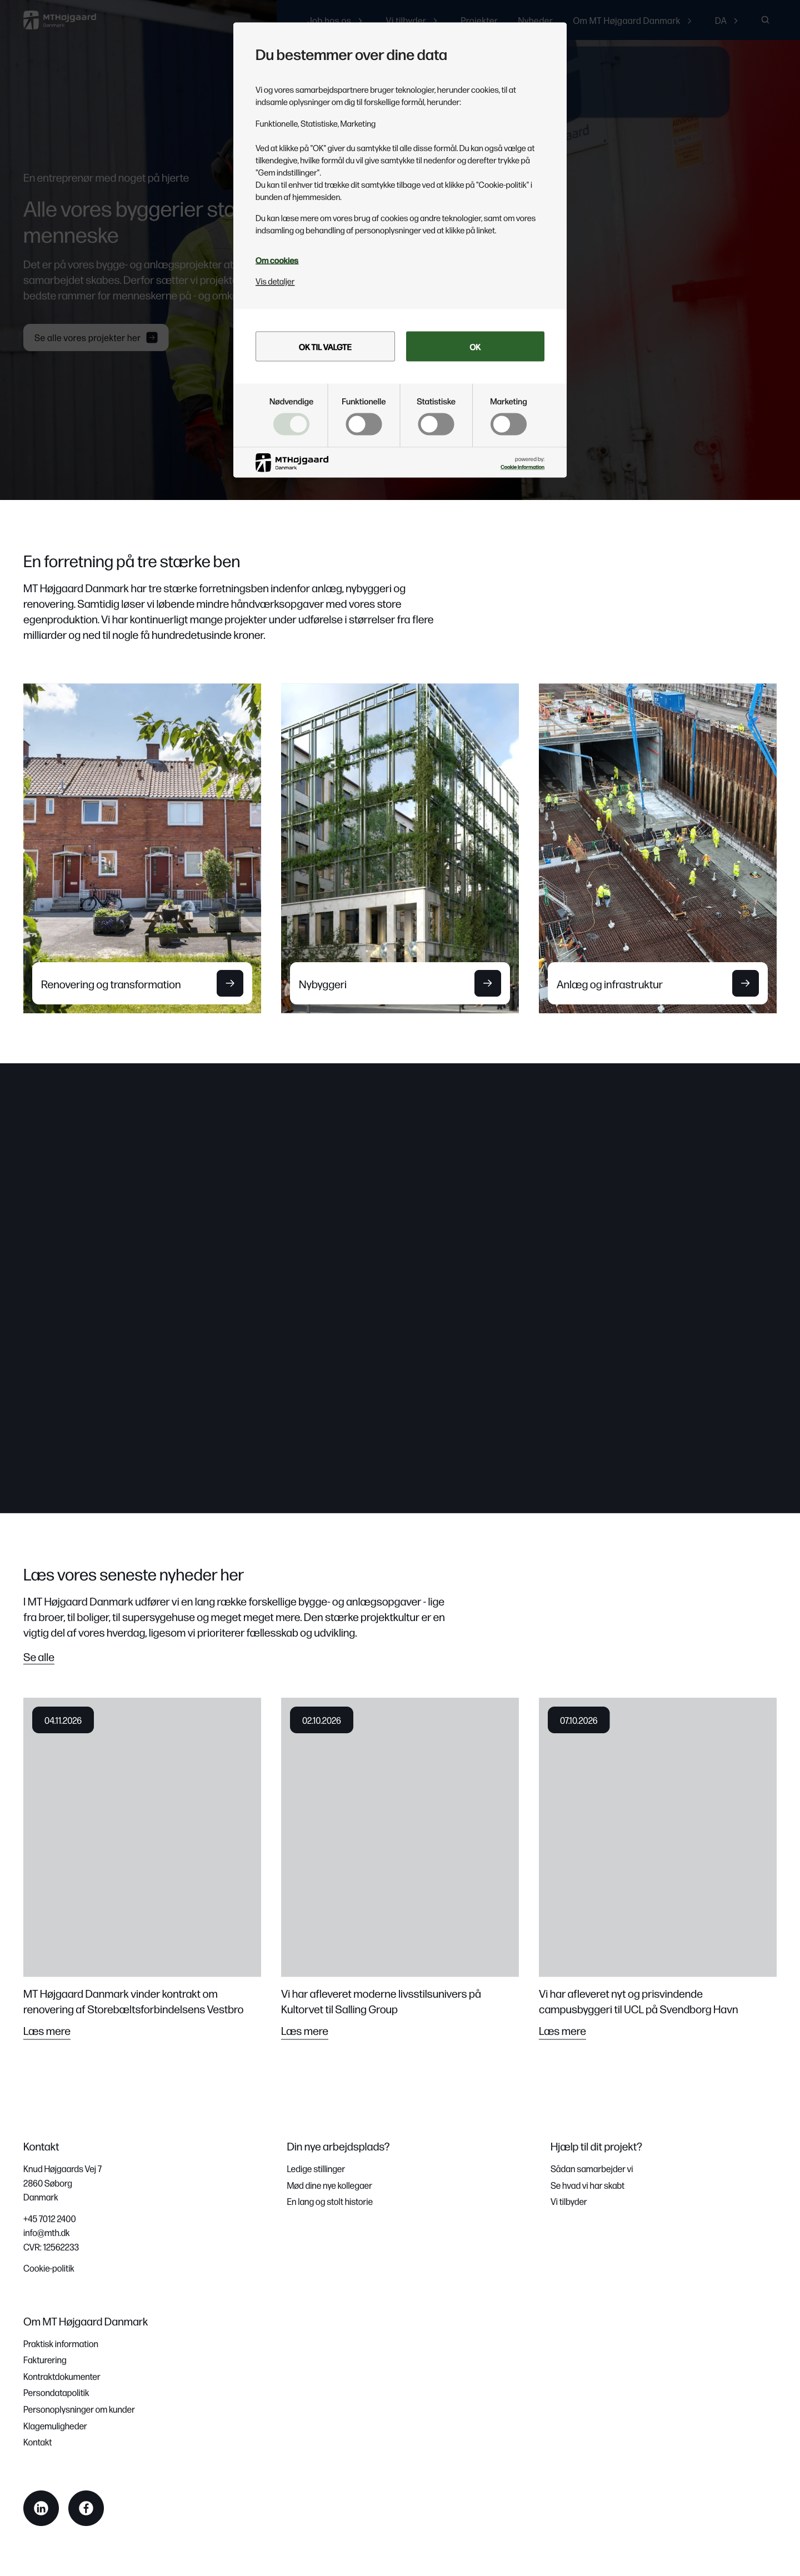 MTHøjgaard
Danmark
Job hos os
Vi tilbyder
Projekter
Nyheder
Om MT Højgaard Danmark
DA
En entreprenør med noget på hjerte
Alle vores byggerier
menneske
Det er på vores bygge- og anlægsprojekter at
samarbejdet skabes. Derfor sætter vi
bedste rammer for menneskerne på - og
Se alle vores projekter her
Du bestemmer over dine data
Vi og vores samarbejdspartnere bruger teknologier, herunder cookies, til at
indsamle oplysninger om dig til forskellige formål, herunder:
Funktionelle, Statistiske, Marketing
Ved at klikke på "OK" giver du samtykke til alle disse formål. Du kan også vælge at
tilkendegive, hvilke formål du vil give samtykke til nedenfor og derefter trykke på
"Gem indstillinger".
Du kan til enhver tid trække dit samtykke tilbage ved at klikke på "Cookie-politik" i
bunden af hjemmesiden.
Du kan læse mere om vores brug af cookies og andre teknologier, samt om vores
indsamling og behandling af personoplysninger ved at klikke på linket.
Om cookies
Vis detaljer
OK TIL VALGTE
OK
Nødvendige
Funktionelle
Statistiske
Marketing
MTHøjgaard
Danmark
powered by:
Cookie Information
En forretning på tre stærke ben
MT Højgaard Danmark har tre stærke forretningsben indenfor anlæg, nybyggeri og
renovering. Samtidig løser vi løbende mindre håndværksopgaver med vores store
egenproduktion. Vi har kontinuerligt mange projekter under udførelse i størrelser fra flere
milliarder og ned til nogle få hundredetusinde kroner.
Renovering og transformation
Nybyggeri
Anlæg og infrastruktur
Læs vores seneste nyheder her
I MT Højgaard Danmark udfører vi en lang række forskellige bygge- og anlægsopgaver - lige
fra broer, til boliger, til supersygehuse og meget meget mere. Den stærke projektkultur er en
vigtig del af vores hverdag, ligesom vi prioriterer fællesskab og udvikling.
Se alle
04.11.2026
02.10.2026
07.10.2026
MT Højgaard Danmark vinder kontrakt om
renovering af Storebæltsforbindelsens Vestbro
Læs mere
Vi har afleveret moderne livsstilsunivers på
Kultorvet til Salling Group
Læs mere
Vi har afleveret nyt og prisvindende
campusbyggeri til UCL på Svendborg Havn
Læs mere
Kontakt
Knud Højgaards Vej 7
2860 Søborg
Danmark
+45 7012 2400
info@mth.dk
CVR: 12562233
Cookie-politik
Din nye arbejdsplads?
Ledige stillinger
Mød dine nye kollegaer
En lang og stolt historie
Hjælp til dit projekt?
Sådan samarbejder vi
Se hvad vi har skabt
Vi tilbyder
Om MT Højgaard Danmark
Praktisk information
Fakturering
Kontraktdokumenter
Persondatapolitik
Personoplysninger om kunder
Klagemuligheder
Kontakt